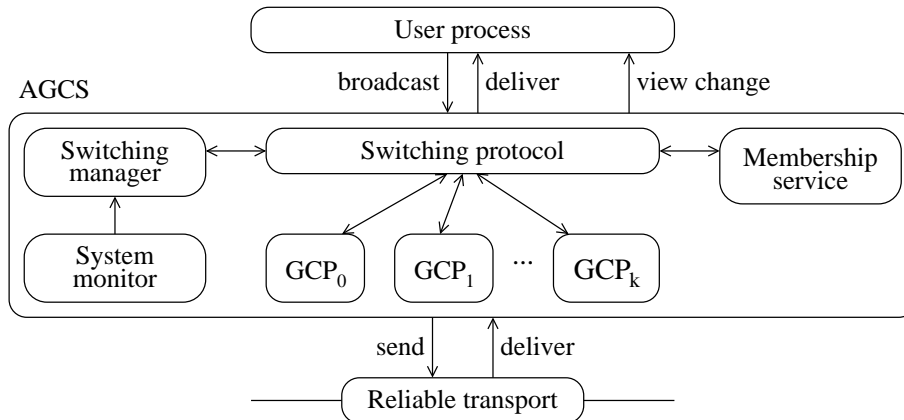 User process
broadcast deliver view change
AGCS
Switching manager
Switching protocol
Membership service
System monitor
GCP0 GCP1 ... GCPk
send deliver
Reliable transport